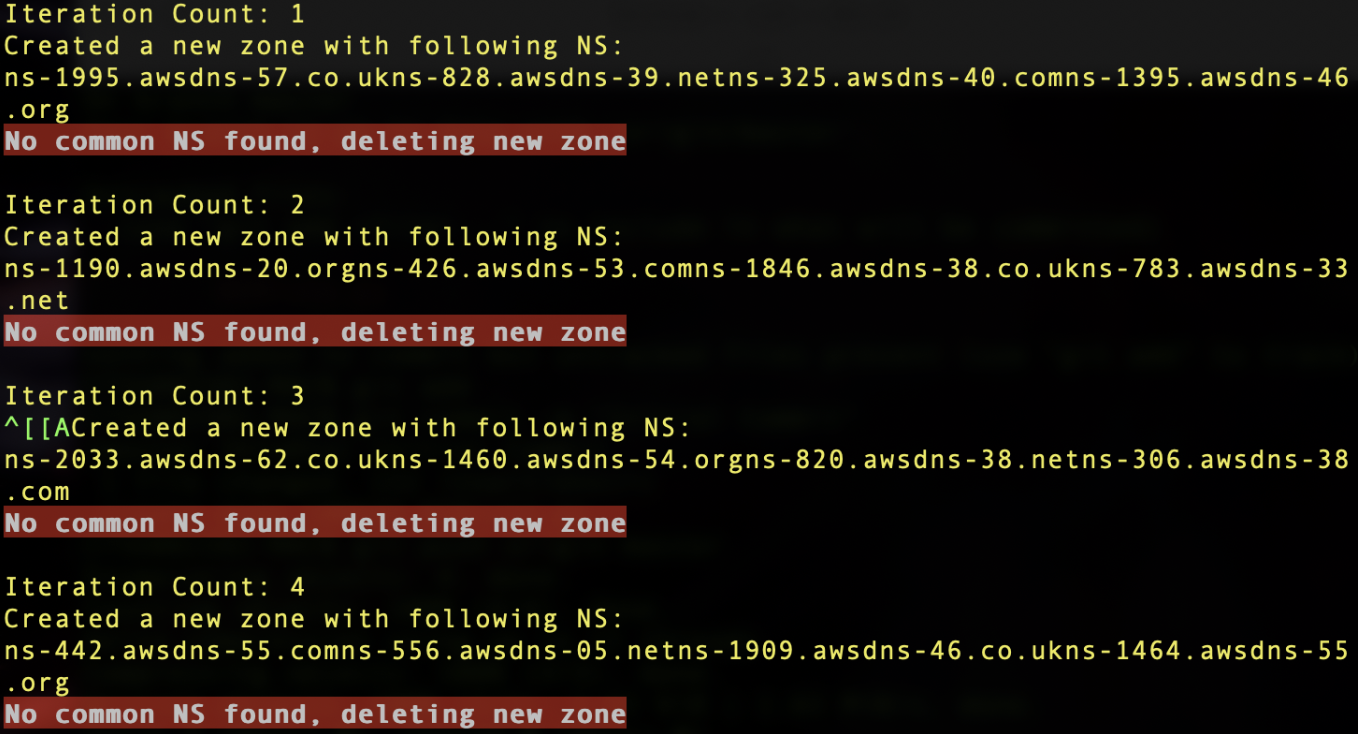 Iteration Count: 1
Created a new zone with following NS:
ns-1995.awsdns-57.co.ukns-828.awsdns-39.netns-325.awsdns-40.comns-1395.awsdns-46
.org
No common NS found, deleting new zone
Iteration Count: 2
Created a new zone with following NS:
ns-1190.awsdns-20.orgns-426.awsdns-53.comns-1846.awsdns-38.co.ukns-783.awsdns-33
.net
No common NS found, deleting new zone
Iteration Count: 3
^[[ACreated a new zone with following NS:
ns-2033.awsdns-62.co.ukns-1460.awsdns-54.orgns-820.awsdns-38.netns-306.awsdns-38
.com
No common NS found, deleting new zone
Iteration Count: 4
Created a new zone with following NS:
ns-442.awsdns-55.comns-556.awsdns-05.netns-1909.awsdns-46.co.ukns-1464.awsdns-55
.org
No common NS found, deleting new zone